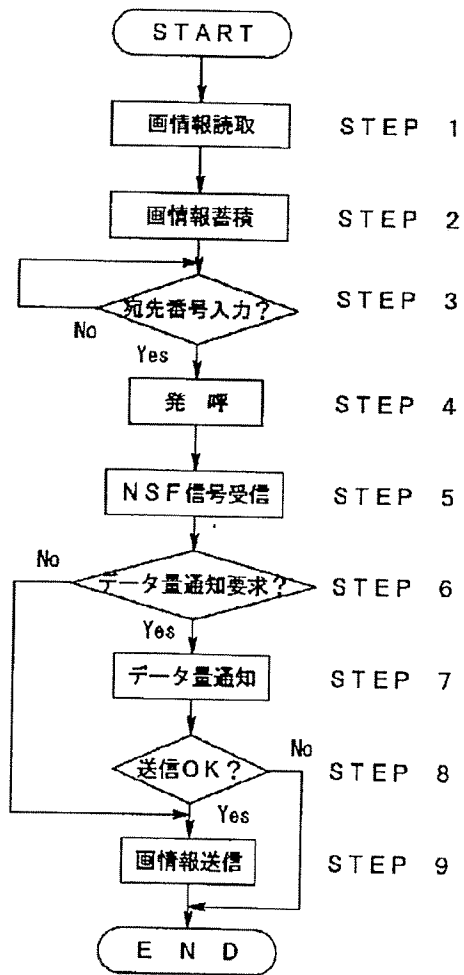 START
画情報読取 STEP 1
画情報蓄積 STEP 2
宛先番号入力? STEP 3
No
Yes
発 呼 STEP 4
NSF信号受信 STEP 5
No
データ量通知要求? STEP 6
Yes
データ量通知 STEP 7
No
送信OK? STEP 8
Yes
画情報送信 STEP 9
END